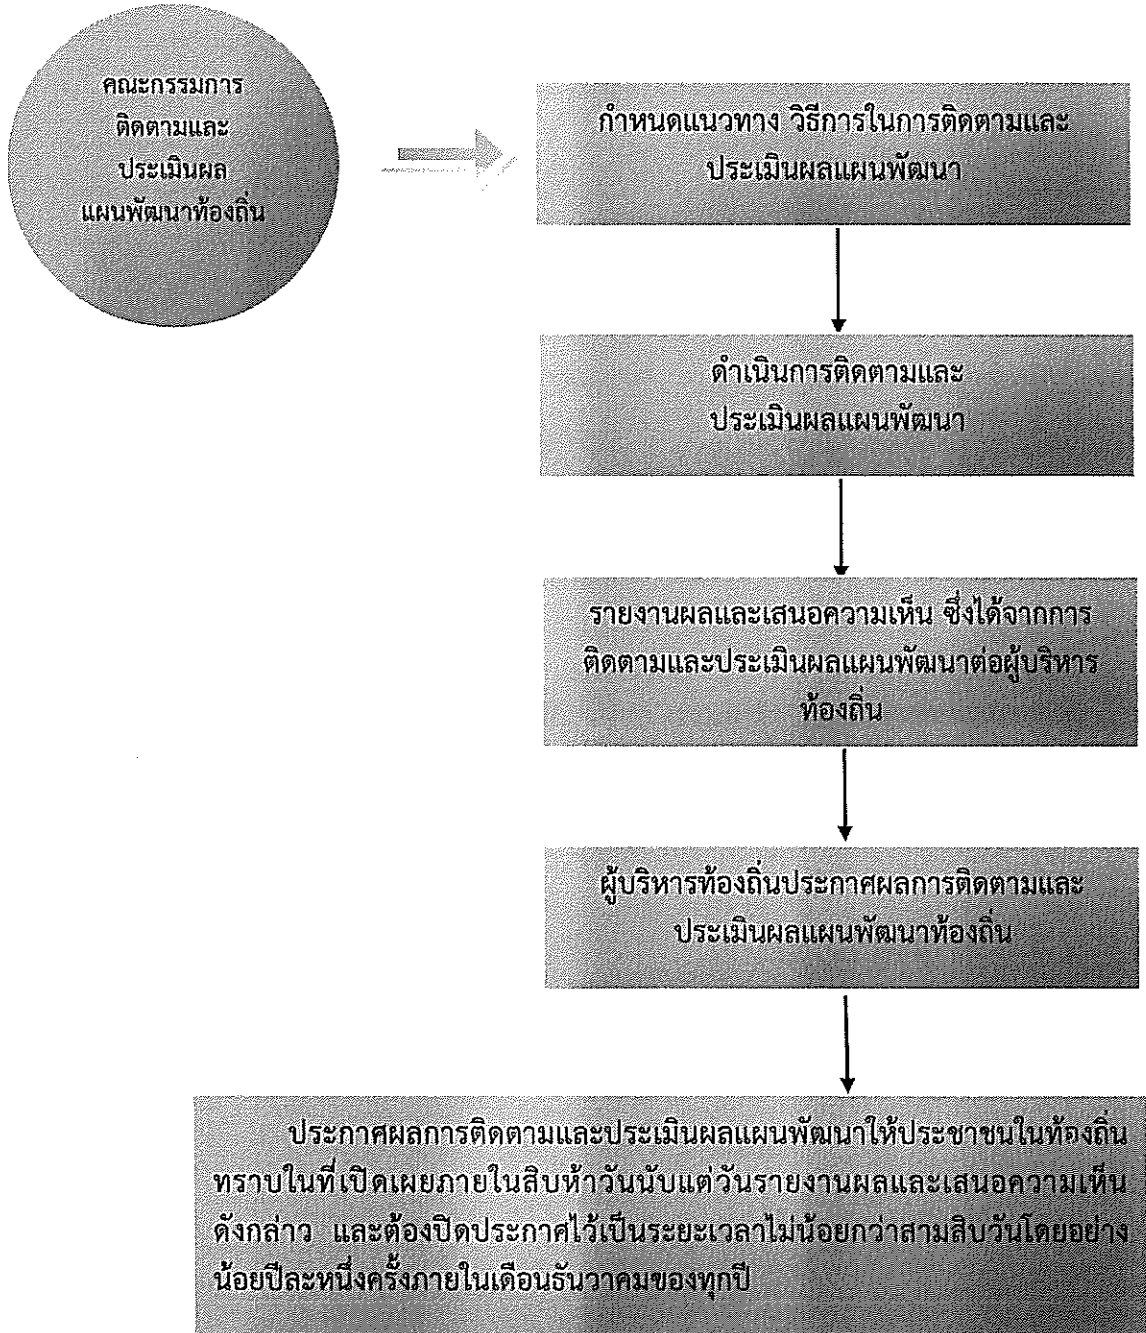 คณะกรรมการ
ติดตามและ
ประเมินผล
แผนพัฒนาท้องถิ่น
กำหนดแนวทาง วิธีการในการติดตามและ
ประเมินผลแผนพัฒนา
ดำเนินการติดตามและ
ประเมินผลแผนพัฒนา
รายงานผลและเสนอความเห็น ซึ่งได้จากการ
ติดตามและประเมินผลแผนพัฒนาต่อผู้บริหาร
ท้องถิ่น
ผู้บริหารท้องถิ่นประกาศผลการติดตามและ
ประเมินผลแผนพัฒนาท้องถิ่น
ประกาศผลการติดตามและประเมินผลแผนพัฒนาให้ประชาชนในท้องถิ่น
ทราบในที่เปิดเผยภายในสิบห้าวันนับแต่วันรายงานผลและเสนอความเห็น
ดังกล่าว และต้องปิดประกาศไว้เป็นระยะเวลาไม่น้อยกว่าสามสิบวันโดยอย่าง
น้อยปีละหนึ่งครั้งภายในเดือนธันวาคมของทุกปี